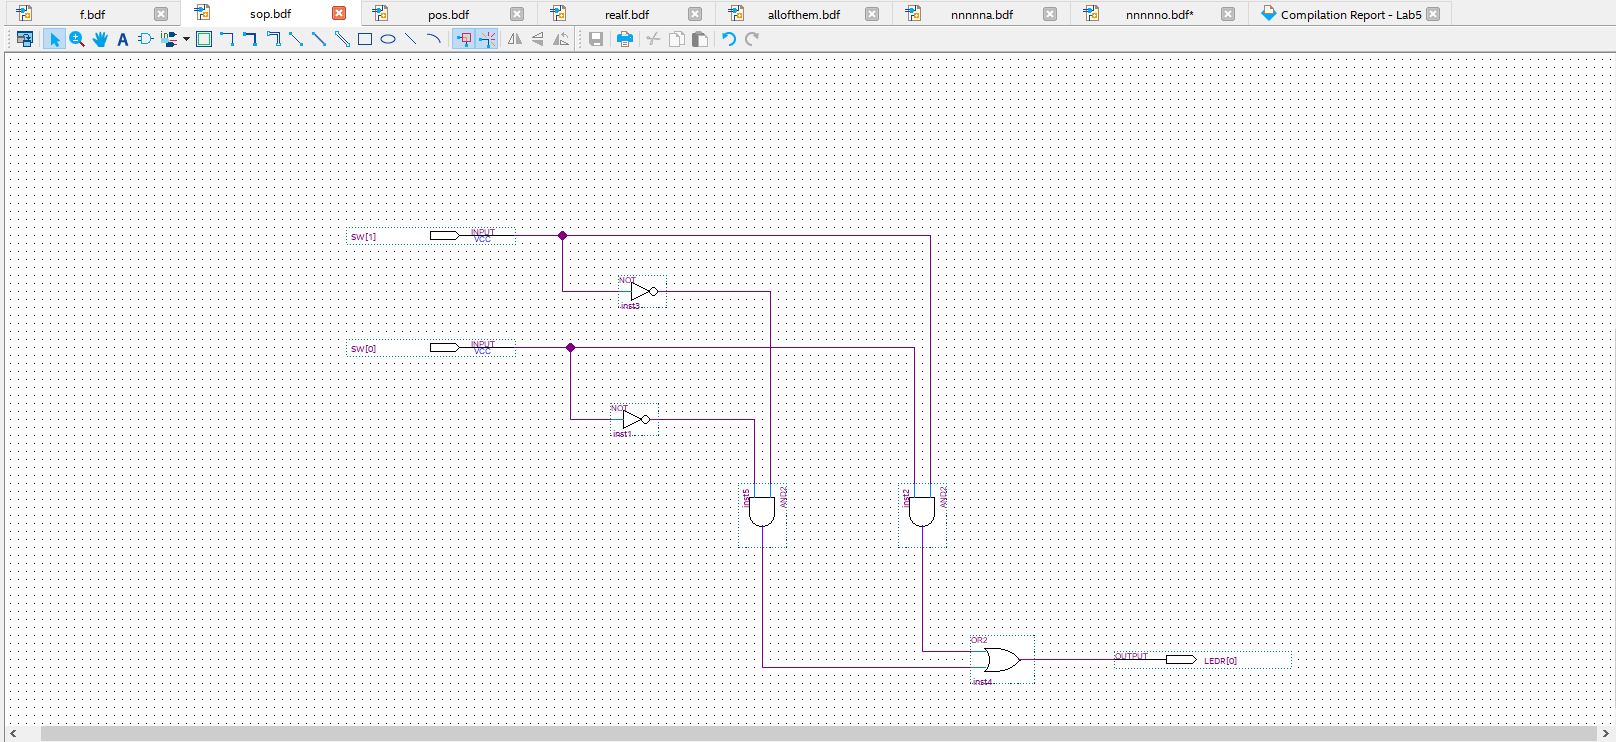 f.bdf sop.bdf pos.bdf realf.bdf allofthem.bdf nnnnna.bdf nnnnno.bdf* Compilation Report - Lab5
A in
SW[1] INPUT VCC
NOT
inst3
SW[0] INPUT VCC
NOT
inst1
inst5 AND2 inst2 AND2
OR2
OUTPUT LEDR[0]
inst4